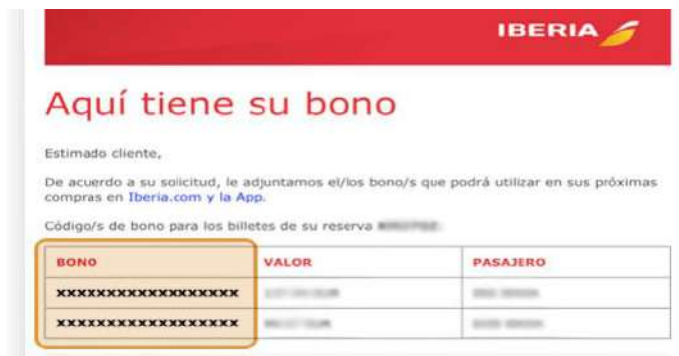 IBERIA
Aquí tiene su bono
Estimado cliente,
De acuerdo a su solicitud, le adjuntamos el/los bono/s que podrá utilizar en sus próximas
compras en Iberia.com y la App.
Código/s de bono para los billetes de su reserva
BONO VALOR PASAJERO
XXXXXXXXXXXXXXXXXX
XXXXXXXXXXXXXXXXXX